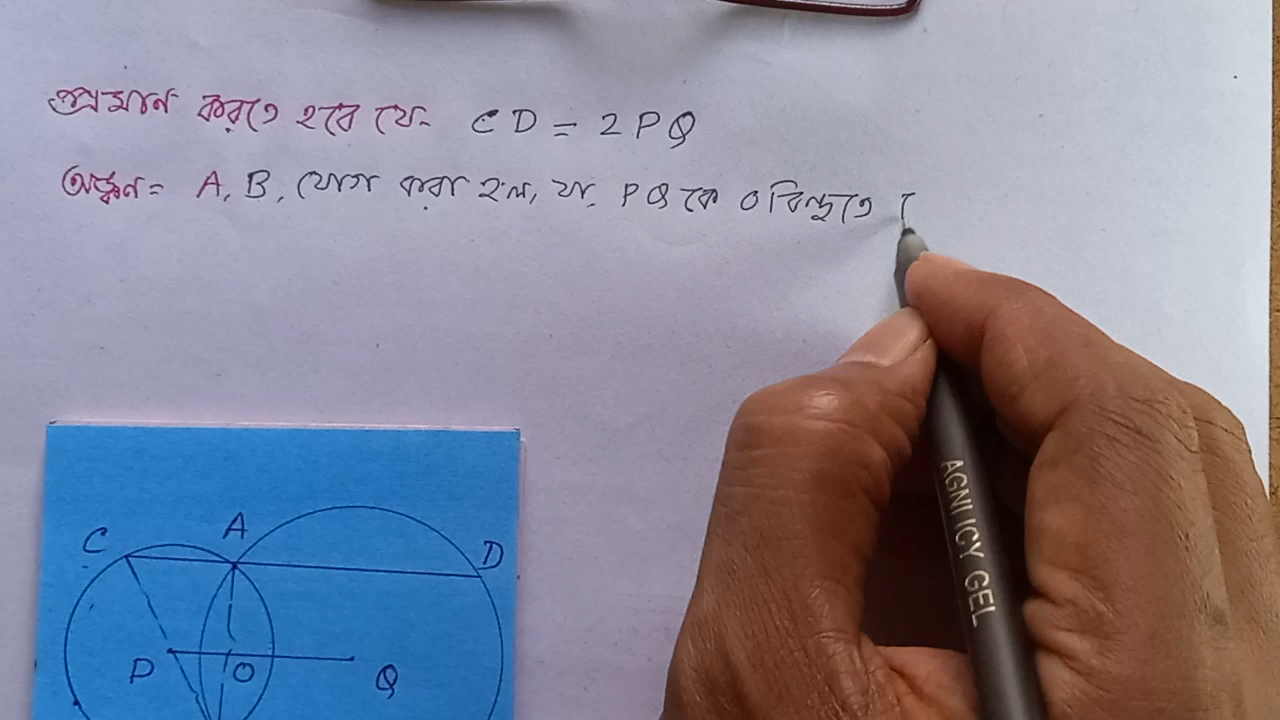 প্রমান করতে হবে যে- CD = 2PQ
অঙ্কন= A, B, যোগ করা হল, যা, PQ কে O বিন্দুতে
AGNI ICY GEL
C A D
P O Q